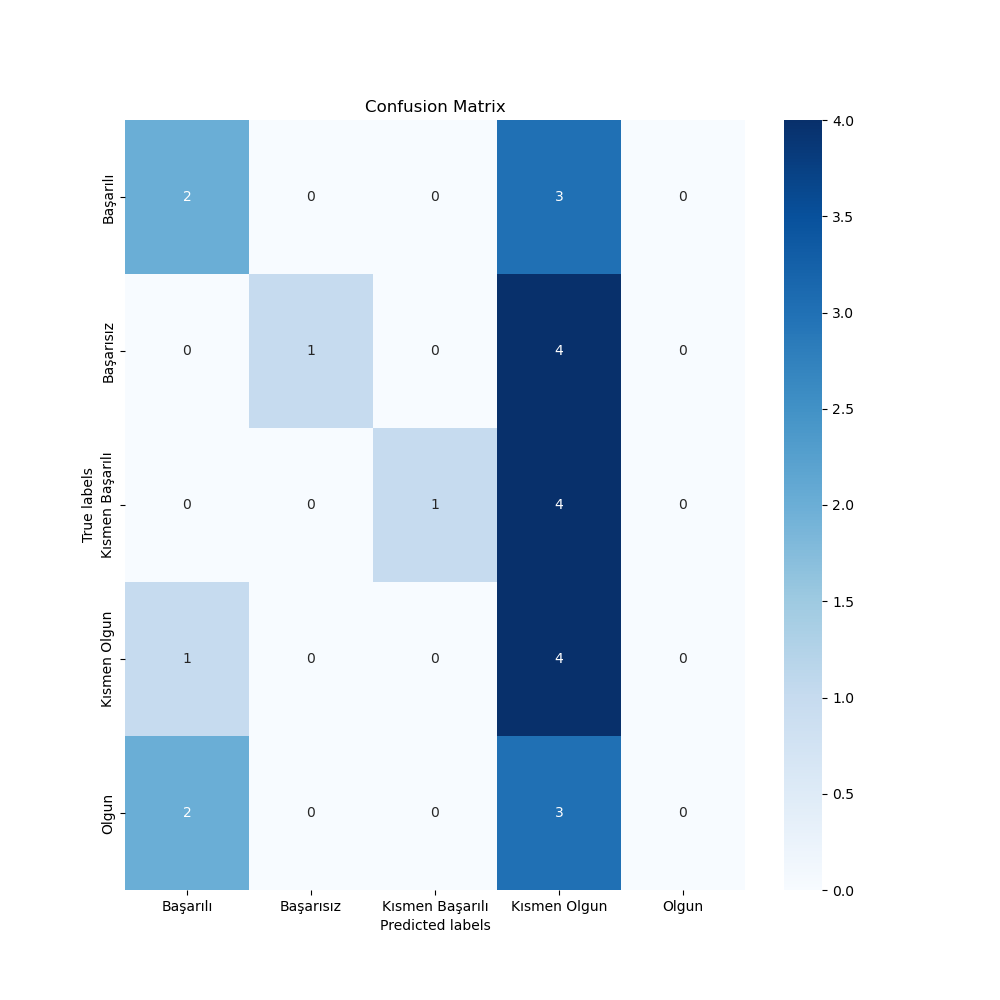 Confusion Matrix
True labels
Başarılı
2 0 0 3 0
Başarısız
0 1 0 4 0
Kısmen Başarılı
0 0 1 4 0
Kısmen Olgun
1 0 0 4 0
Olgun
2 0 0 3 0
Başarılı Başarısız Kısmen Başarılı Kısmen Olgun Olgun
Predicted labels
4.0
3.5
3.0
2.5
2.0
1.5
1.0
0.5
0.0